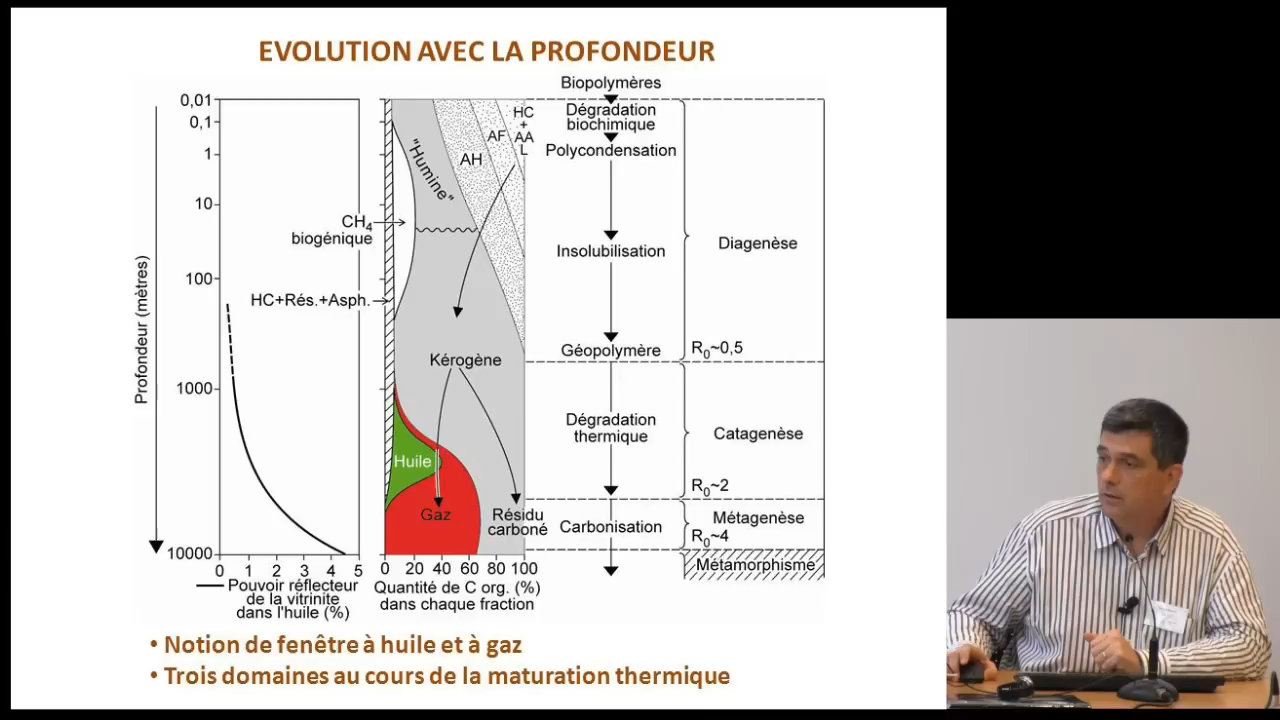 EVOLUTION AVEC LA PROFONDEUR
Profondeur (mètres)
0,01
0,1
1
10
100
1000
10000
0 1 2 3 4 5
Pouvoir réflecteur
de la vitrinite
dans l'huile (%)
CH4
biogénique
HC+Rés.+Asph.
"Humine"
AH
AF
HC
+
AA
L
Kérogène
Huile
Gaz
Résidu
carboné
0 20 40 60 80 100
Quantité de C org. (%)
dans chaque fraction
Biopolymères
Dégradation
biochimique
Polycondensation
Insolubilisation
Géopolymère
Dégradation
thermique
Carbonisation
Diagenèse
R0~0,5
Catagenèse
R0~2
Métagenèse
R0~4
Métamorphisme
• Notion de fenêtre à huile et à gaz
• Trois domaines au cours de la maturation thermique